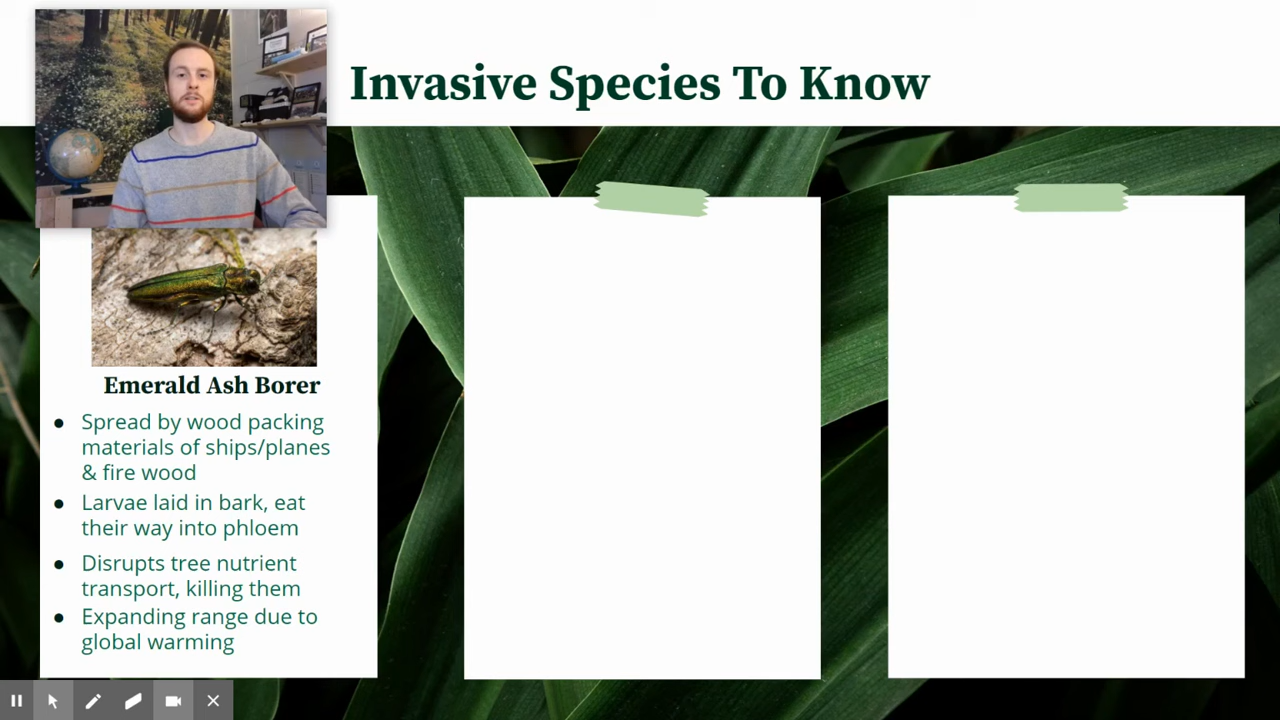 Invasive Species To Know
Emerald Ash Borer
● Spread by wood packing
materials of ships/planes
& fire wood
● Larvae laid in bark, eat
their way into phloem
● Disrupts tree nutrient
transport, killing them
● Expanding range due to
global warming